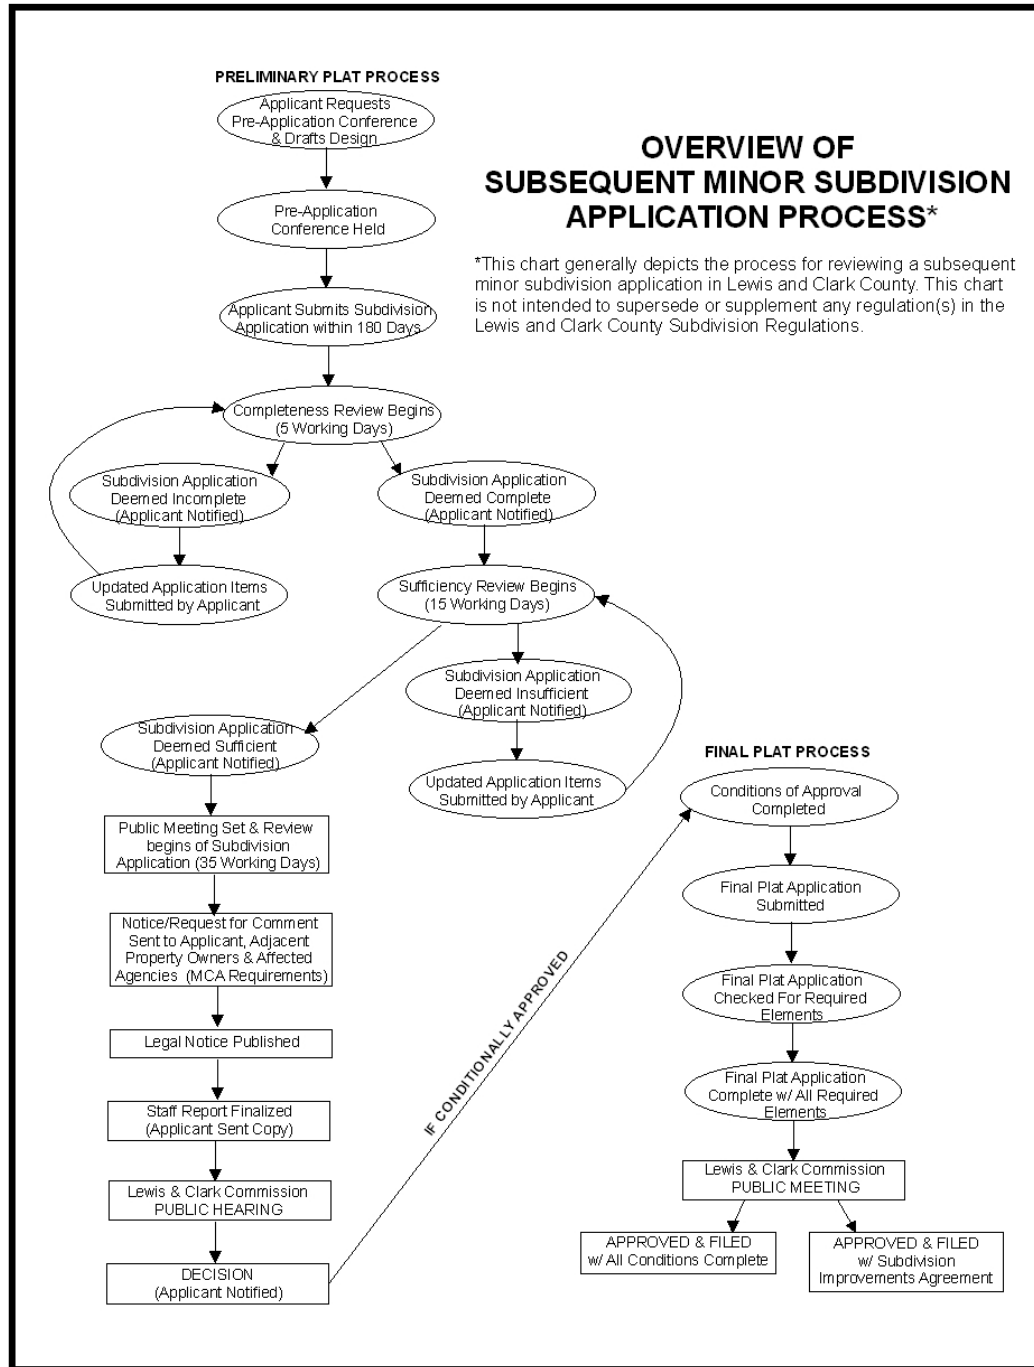 PRELIMINARY PLAT PROCESS
Applicant Requests
Pre-Application Conference
& Drafts Design
OVERVIEW OF
SUBSEQUENT MINOR SUBDIVISION
APPLICATION PROCESS*
*This chart generally depicts the process for reviewing a subsequent
minor subdivision application in Lewis and Clark County. This chart
is not intended to supersede or supplement any regulation(s) in the
Lewis and Clark County Subdivision Regulations.
Pre-Application
Conference Held
Applicant Submits Subdivision
Application within 180 Days
Completeness Review Begins
(5 Working Days)
Subdivision Application
Deemed Incomplete
(Applicant Notified)
Subdivision Application
Deemed Complete
(Applicant Notified)
Updated Application Items
Submitted by Applicant
Sufficiency Review Begins
(15 Working Days)
Subdivision Application
Deemed Insufficient
(Applicant Notified)
Updated Application Items
Submitted by Applicant
Subdivision Application
Deemed Sufficient
(Applicant Notified)
Public Meeting Set & Review
begins of Subdivision
Application (35 Working Days)
Notice/Request for Comment
Sent to Applicant, Adjacent
Property Owners & Affected
Agencies (MCA Requirements)
Legal Notice Published
Staff Report Finalized
(Applicant Sent Copy)
Lewis & Clark Commission
PUBLIC HEARING
DECISION
(Applicant Notified)
IF CONDITIONALLY APPROVED
FINAL PLAT PROCESS
Conditions of Approval
Completed
Final Plat Application
Submitted
Final Plat Application
Checked For Required
Elements
Final Plat Application
Complete w/ All Required
Elements
Lewis & Clark Commission
PUBLIC MEETING
APPROVED & FILED
w/ All Conditions Complete
APPROVED & FILED
w/ Subdivision
Improvements Agreement